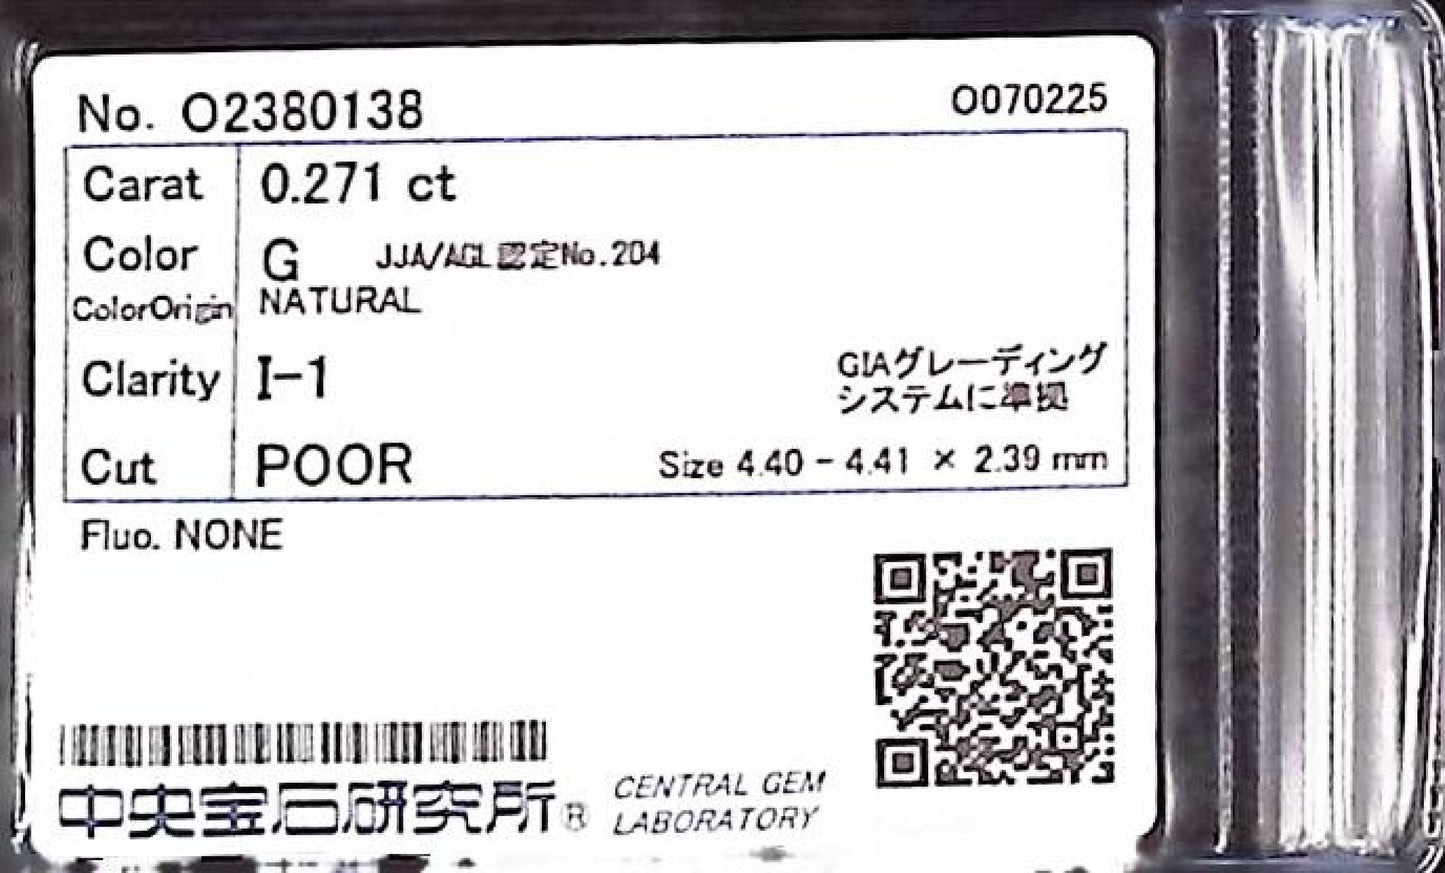 No. O2380138
O070225
Carat 0.271 ct
Color G JJA/AGL認定No.204
ColorOrigin NATURAL
Clarity I-1
GIAグレーディング
システムに準拠
Cut POOR Size 4.40 - 4.41 × 2.39 mm
Fluo. NONE
中央宝石研究所®
CENTRAL GEM
LABORATORY